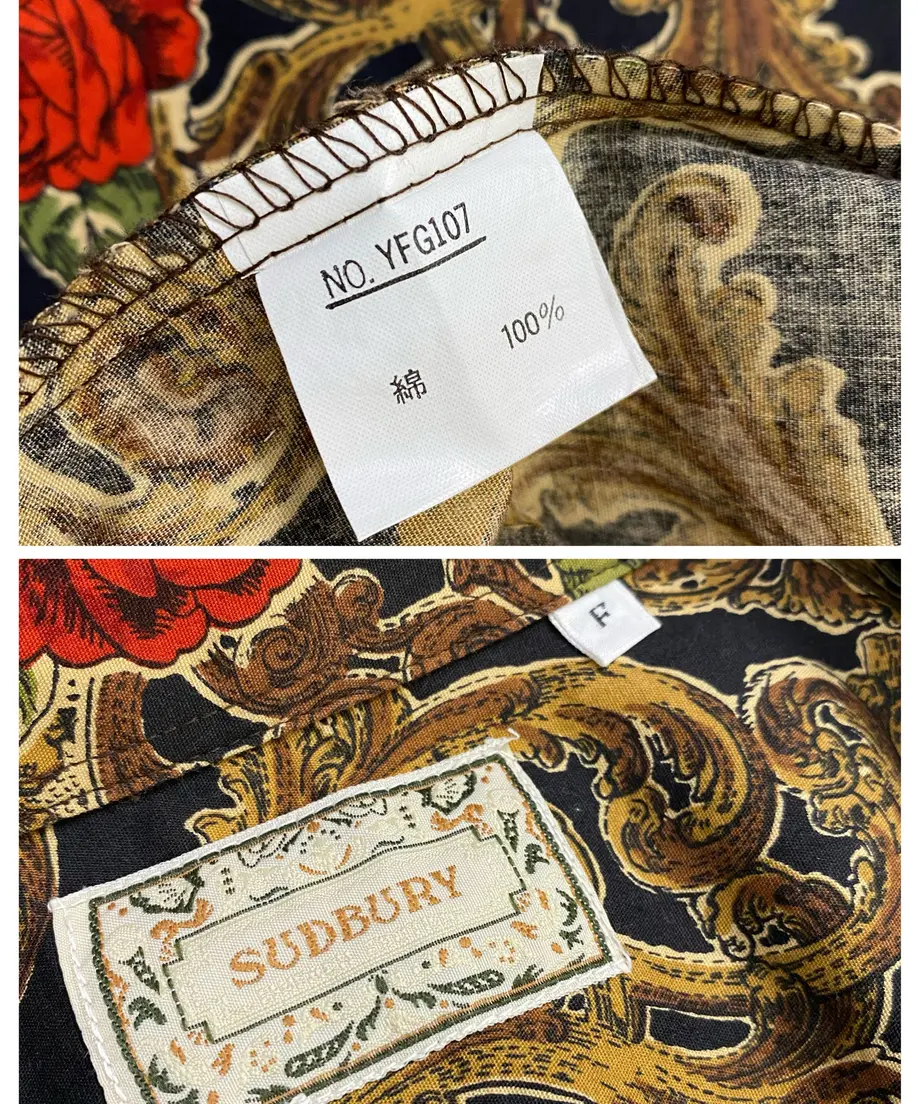 NO. YFG107
綿 100%
F
SUDBURY